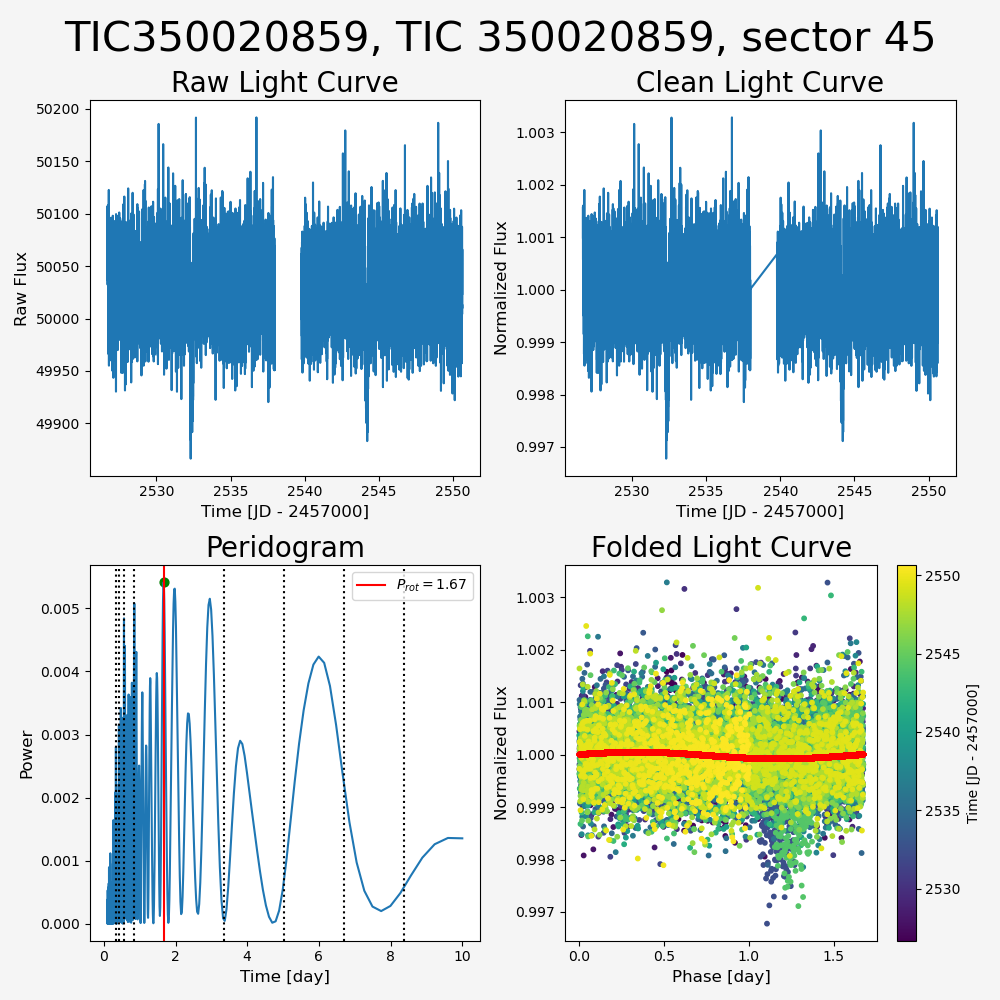 TIC350020859, TIC 350020859, sector 45
Raw Light Curve
50200
50150
50100
50050
50000
49950
49900
Raw Flux
2530 2535 2540 2545 2550
Time [JD - 2457000]
Clean Light Curve
1.003
1.002
1.001
1.000
0.999
0.998
0.997
Normalized Flux
2530 2535 2540 2545 2550
Time [JD - 2457000]
Peridogram
P_rot = 1.67
0.005
0.004
0.003
0.002
0.001
0.000
Power
0 2 4 6 8 10
Time [day]
Folded Light Curve
1.003
1.002
1.001
1.000
0.999
0.998
0.997
Normalized Flux
0.0 0.5 1.0 1.5
Phase [day]
2550
2545
2540
2535
2530
Time [JD - 2457000]